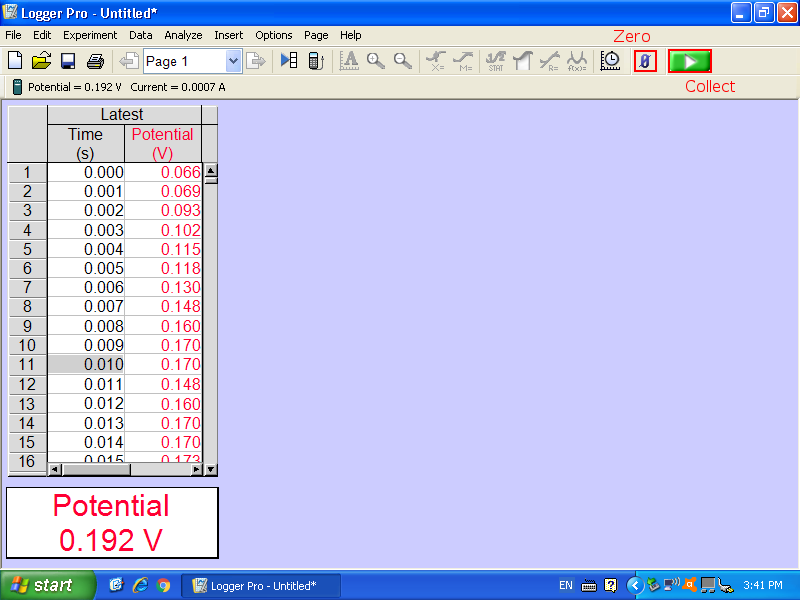 Logger Pro - Untitled*
File Edit Experiment Data Analyze Insert Options Page Help
Zero
Page 1
Potential = 0.192 V Current = 0.0007 A
Collect
Latest
Time Potential
(s) (V)
1 0.000 0.066
2 0.001 0.069
3 0.002 0.093
4 0.003 0.102
5 0.004 0.115
6 0.005 0.118
7 0.006 0.130
8 0.007 0.148
9 0.008 0.160
10 0.009 0.170
11 0.010 0.170
12 0.011 0.148
13 0.012 0.160
14 0.013 0.170
15 0.014 0.170
16 0.015 0.173
Potential
0.192 V
start Logger Pro - Untitled* EN 3:41 PM